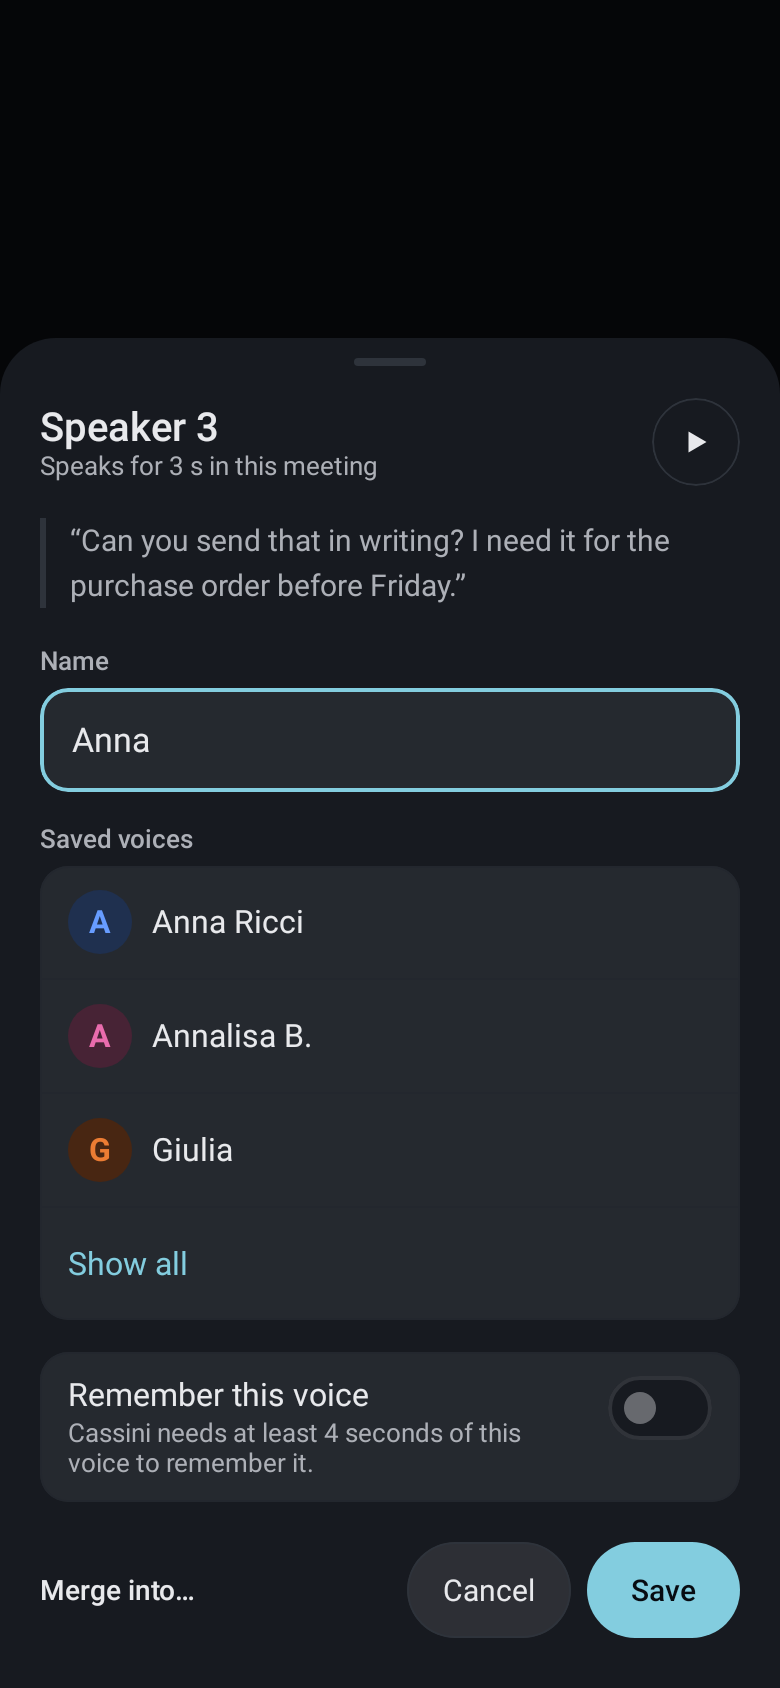 Speaker 3
Speaks for 3 s in this meeting
“Can you send that in writing? I need it for the
purchase order before Friday.”
Name
Anna
Saved voices
A Anna Ricci
A Annalisa B.
G Giulia
Show all
Remember this voice
Cassini needs at least 4 seconds of this
voice to remember it.
Merge into… Cancel Save